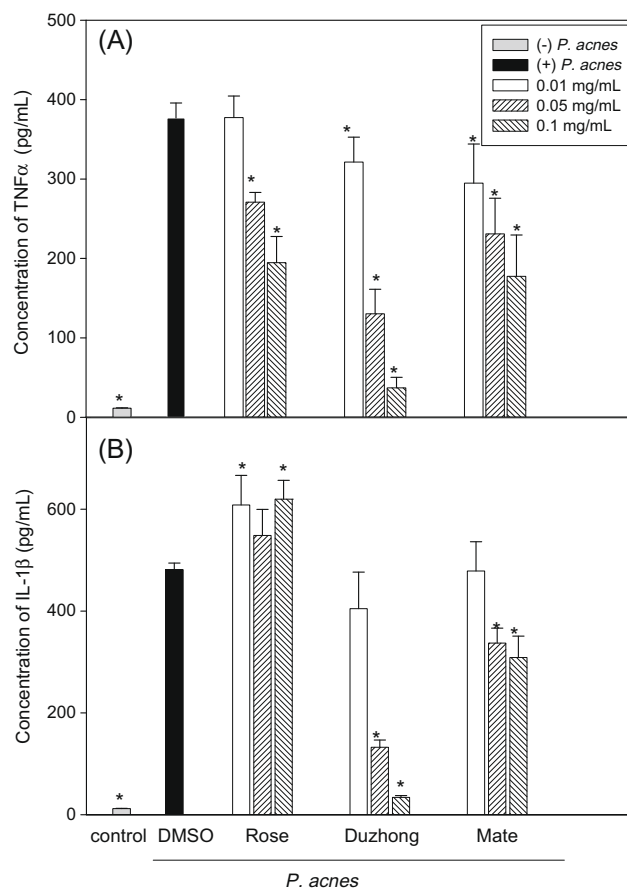 500
(A)
(-) P. acnes
(+) P. acnes
0.01 mg/mL
0.05 mg/mL
0.1 mg/mL
400
300
200
100
0
Concentration of TNFα (pg/mL)
*
*
*
*
*
*
*
*
*
(B)
600
400
200
0
Concentration of IL-1β (pg/mL)
*
*
*
*
*
*
*
control DMSO Rose Duzhong Mate
P. acnes